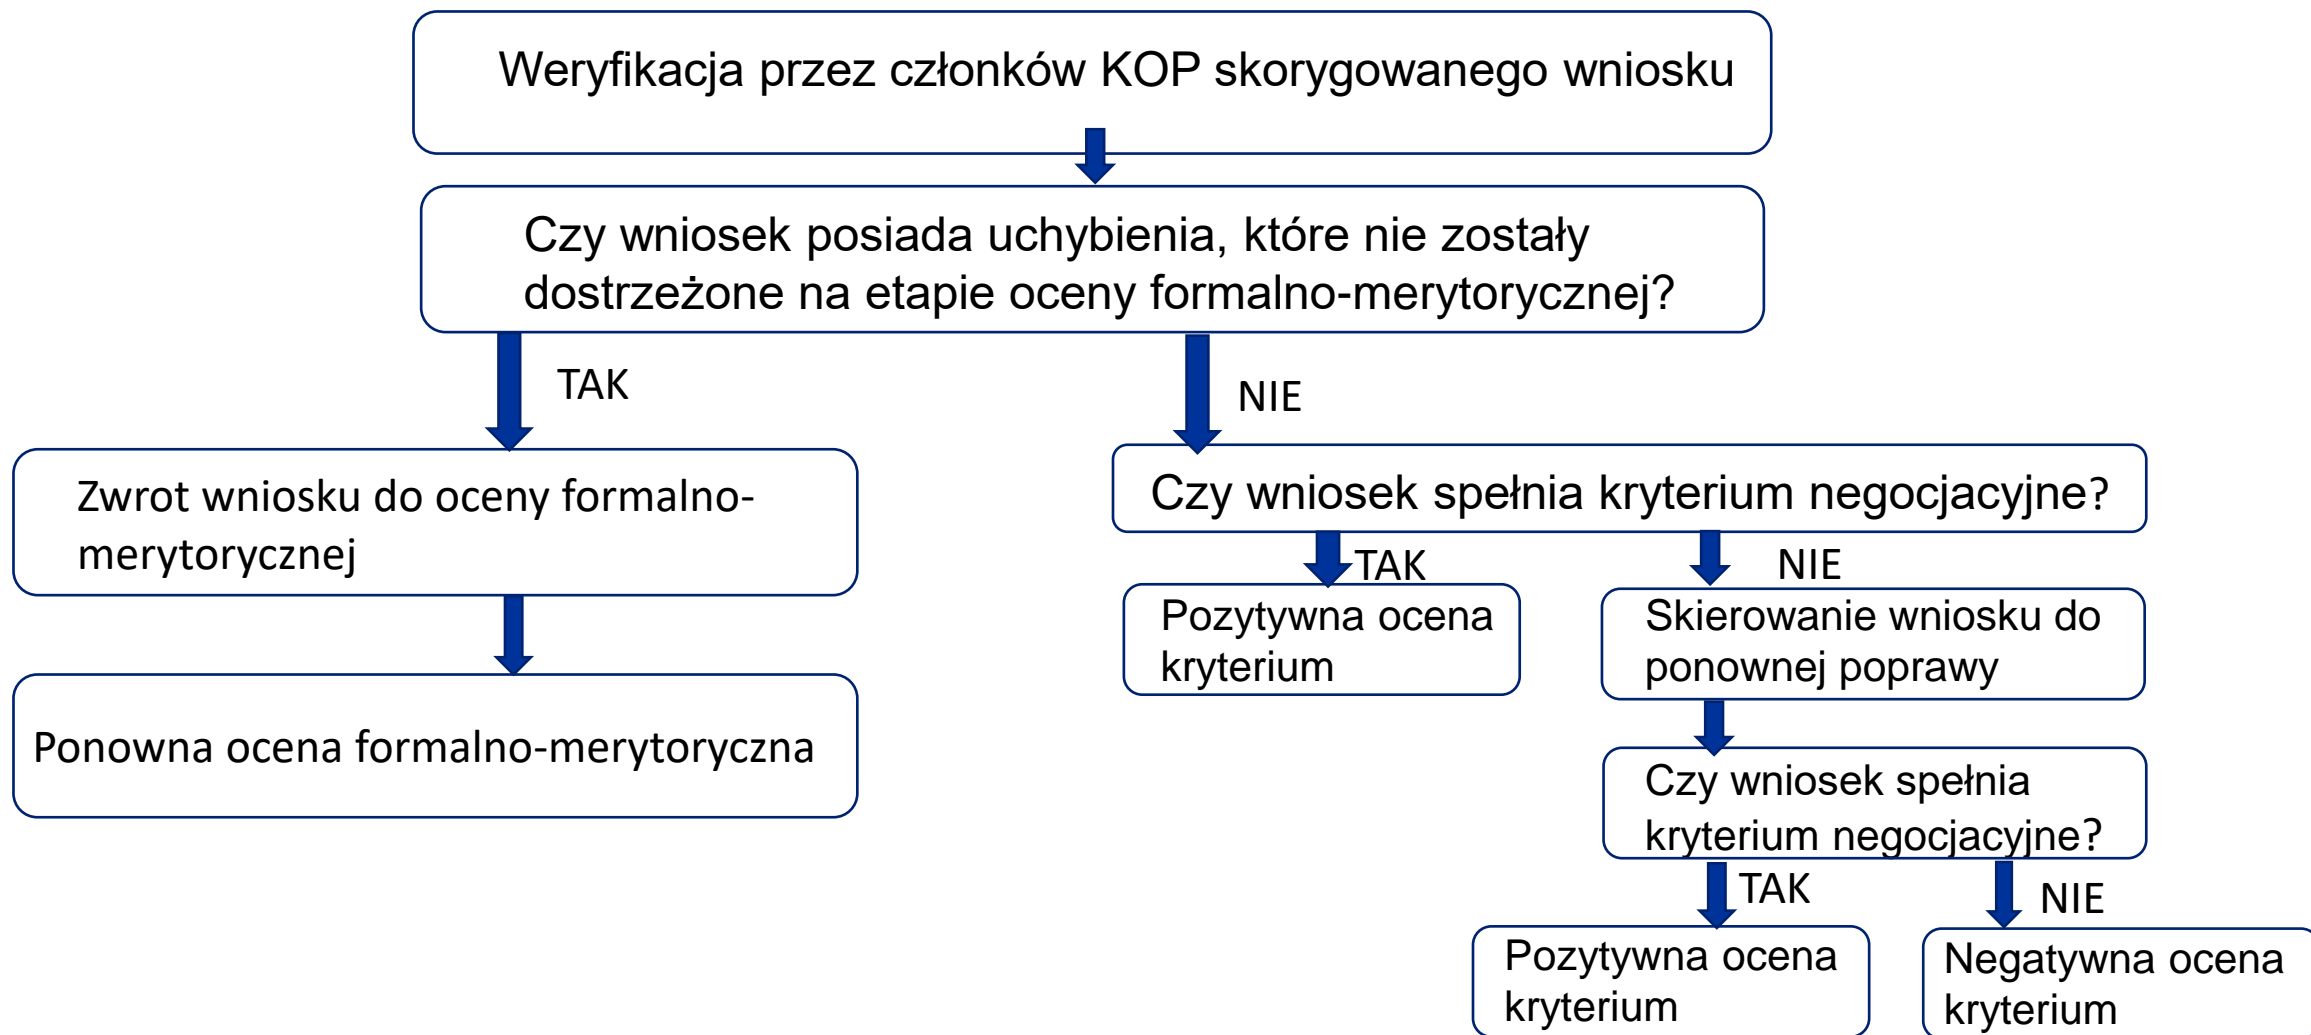 Weryfikacja przez członków KOP skorygowanego wniosku
Czy wniosek posiada uchybienia, które nie zostały
dostrzeżone na etapie oceny formalno-merytorycznej?
TAK
NIE
Zwrot wniosku do oceny formalno-
merytorycznej
Ponowna ocena formalno-merytoryczna
Czy wniosek spełnia kryterium negocjacyjne?
TAK
NIE
Pozytywna ocena
kryterium
Skierowanie wniosku do
ponownej poprawy
Czy wniosek spełnia
kryterium negocjacyjne?
TAK
NIE
Pozytywna ocena
kryterium
Negatywna ocena
kryterium